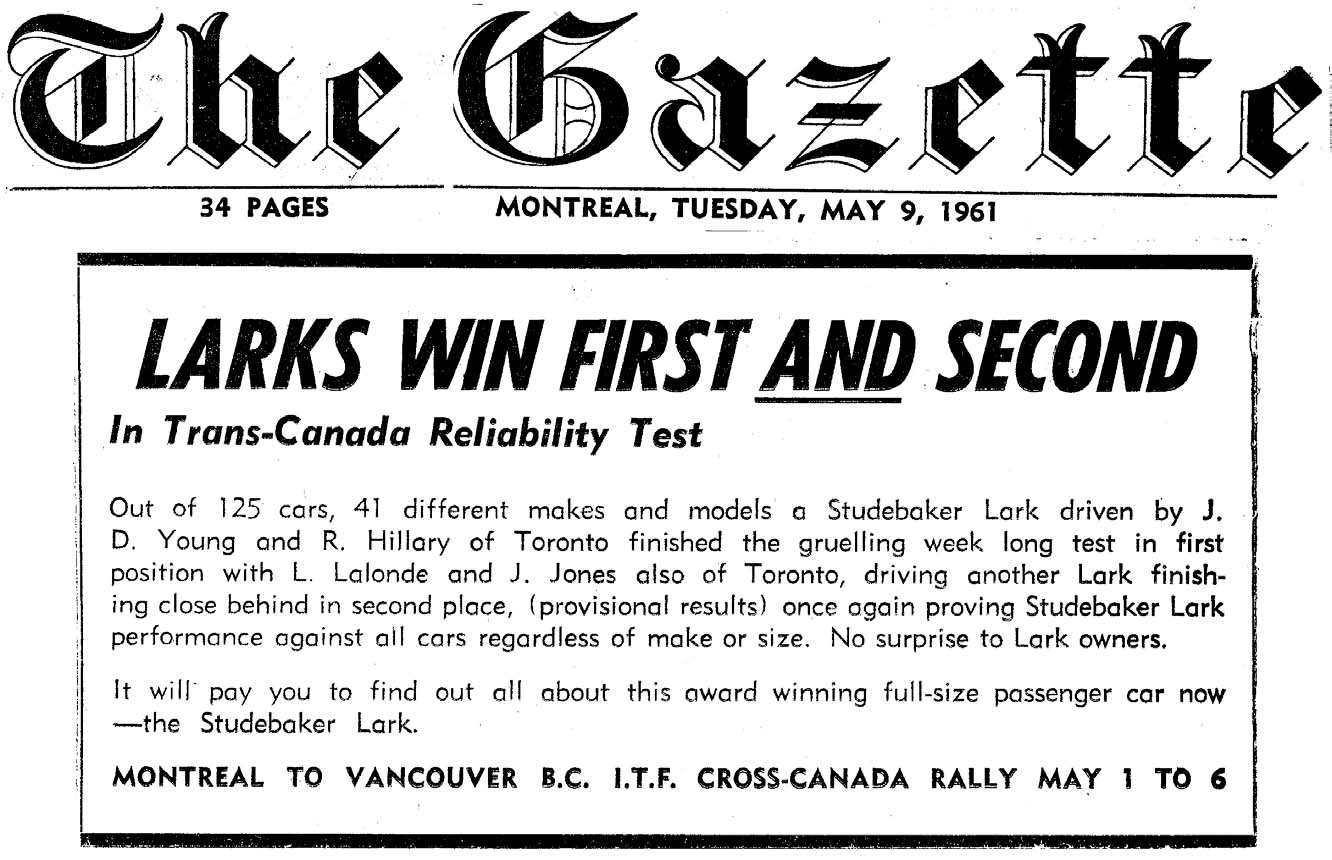 The Gazette
34 PAGES MONTREAL, TUESDAY, MAY 9, 1961
LARKS WIN FIRST AND SECOND
In Trans-Canada Reliability Test
Out of 125 cars, 41 different makes and models a Studebaker Lark driven by J.
D. Young and R. Hillary of Toronto finished the gruelling week long test in first
position with L. Lalonde and J. Jones also of Toronto, driving another Lark finish-
ing close behind in second place, (provisional results) once again proving Studebaker Lark
performance against all cars regardless of make or size. No surprise to Lark owners.
It will pay you to find out all about this award winning full-size passenger car now
—the Studebaker Lark.
MONTREAL TO VANCOUVER B.C. I.T.F. CROSS-CANADA RALLY MAY 1 TO 6